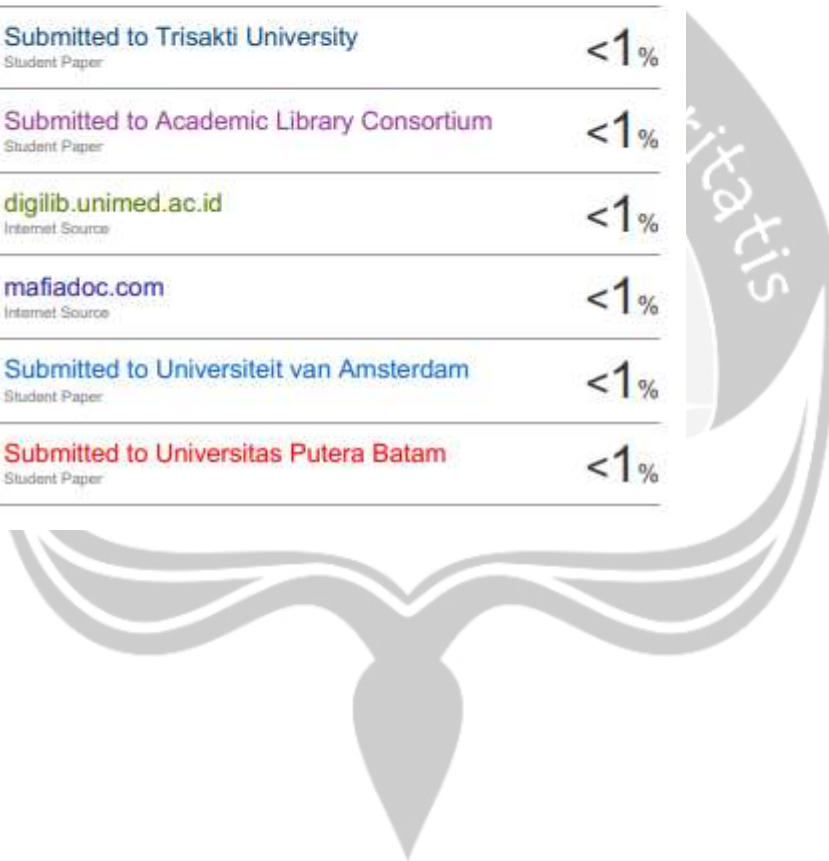 Submitted to Trisakti University
Student Paper
<1%
Submitted to Academic Library Consortium
Student Paper
<1%
digilib.unimed.ac.id
Internet Source
<1%
mafiadoc.com
Internet Source
<1%
Submitted to Universiteit van Amsterdam
Student Paper
<1%
Submitted to Universitas Putera Batam
Student Paper
<1%